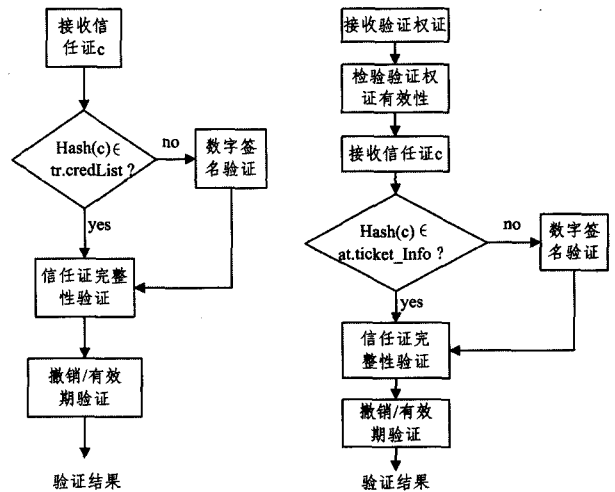 接收信
任证c
Hash(c)∈
tr.credList？
no
数字签
名验证
yes
信任证完整
性验证
撤销/有效
期验证
验证结果
接收验证权证
检验验证权
证有效性
接收信任证c
Hash(c)∈
at.ticket_Info？
no
数字签
名验证
yes
信任证完
整性验证
撤销/有效
期验证
验证结果